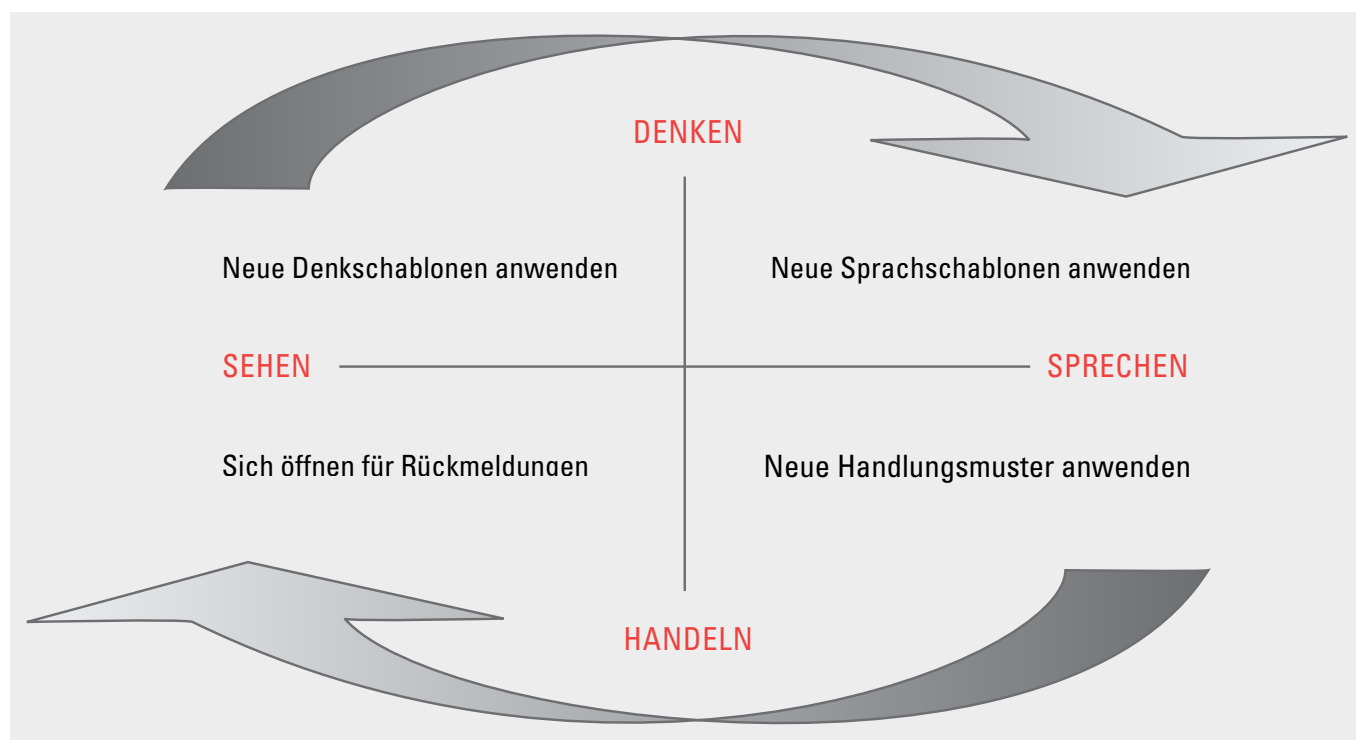 DENKEN
Neue Denkschablonen anwenden
Neue Sprachschablonen anwenden
SEHEN
SPRECHEN
Sich öffnen für Rückmeldungen
Neue Handlungsmuster anwenden
HANDELN